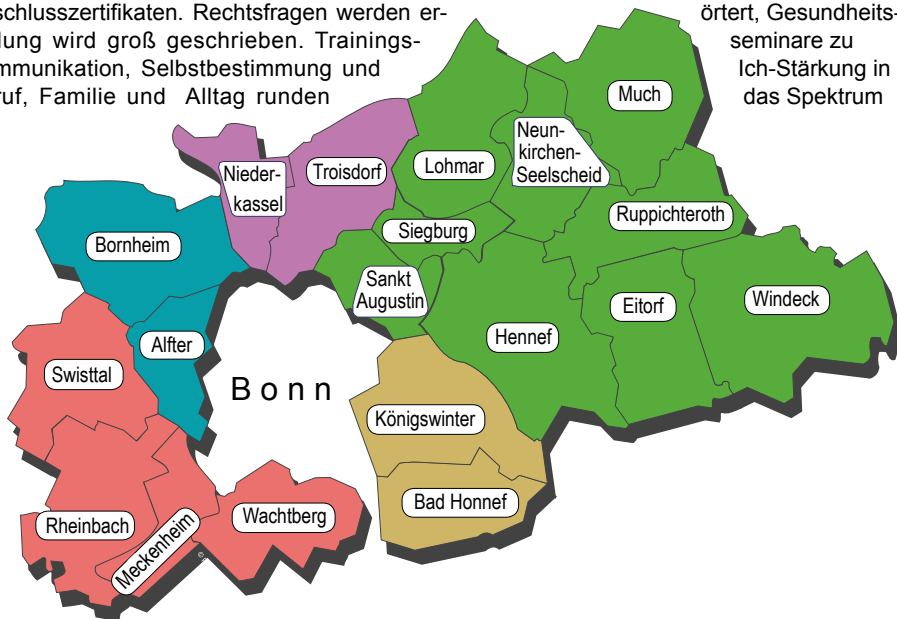 schlusszertifikaten. Rechtsfragen werden er-
lung wird groß geschrieben. Trainings-
mmunikation, Selbstbestimmung und
ruf, Familie und Alltag runden
örtert, Gesundheits-
seminare zu
Ich-Stärkung in
das Spektrum
Much
Neun-
kirchen-
Seelscheid
Lohmar
Troisdorf
Nieder-
kassel
Ruppichteroth
Siegburg
Bornheim
Sankt
Augustin
Windeck
Eitorf
Hennef
Alfter
Swisttal
Bonn
Königswinter
Bad Honnef
Wachtberg
Rheinbach
Meckenheim